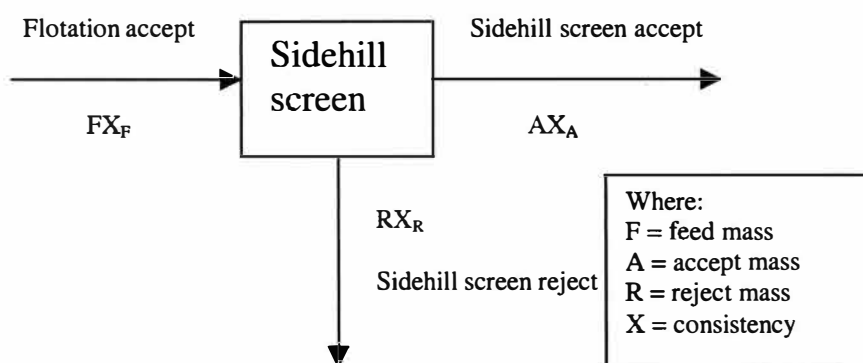 Flotation accept
Sidehill
screen
Sidehill screen accept
FX_F
AX_A
RX_R
Sidehill screen reject
Where:
F = feed mass
A = accept mass
R = reject mass
X = consistency